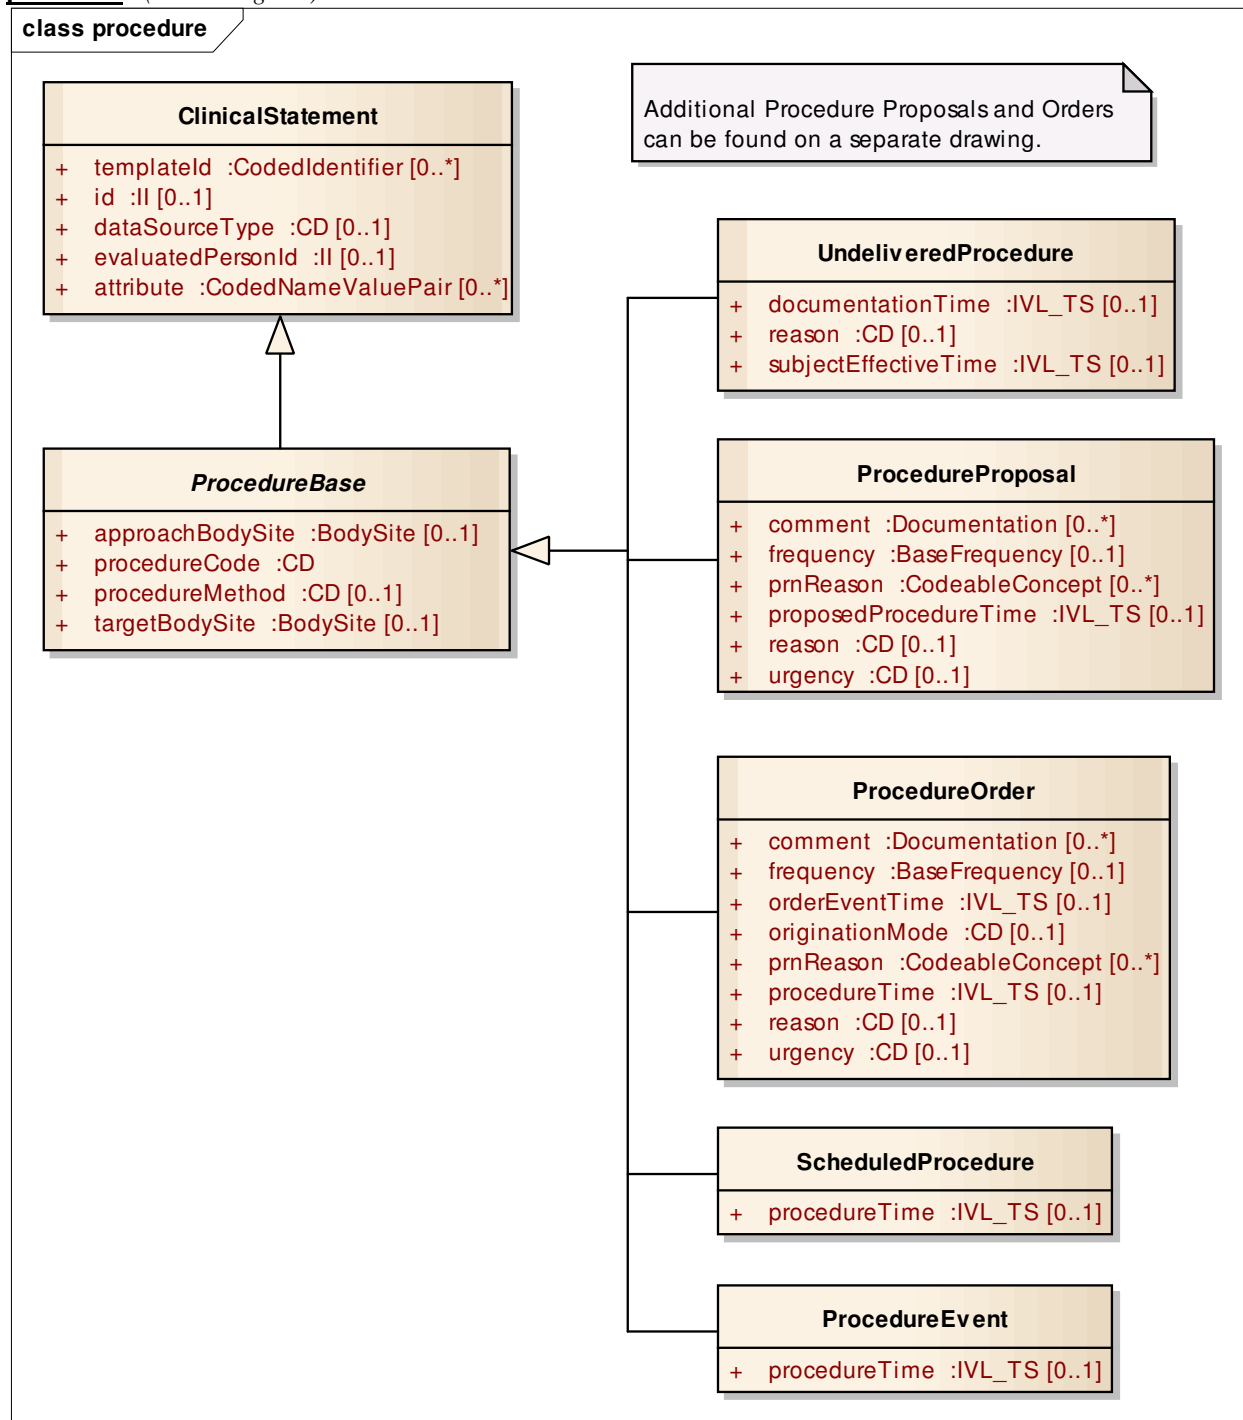 class procedure
ClinicalStatement
+ templateId :CodedIdentifier [0..*]
+ id :II [0..1]
+ dataSourceType :CD [0..1]
+ evaluatedPersonId :II [0..1]
+ attribute :CodedNameValuePair [0..*]
Additional Procedure Proposals and Orders
can be found on a separate drawing.
UndeliveredProcedure
+ documentationTime :IVL_TS [0..1]
+ reason :CD [0..1]
+ subjectEffectiveTime :IVL_TS [0..1]
ProcedureBase
+ approachBodySite :BodySite [0..1]
+ procedureCode :CD
+ procedureMethod :CD [0..1]
+ targetBodySite :BodySite [0..1]
ProcedureProposal
+ comment :Documentation [0..*]
+ frequency :BaseFrequency [0..1]
+ prnReason :CodeableConcept [0..*]
+ proposedProcedureTime :IVL_TS [0..1]
+ reason :CD [0..1]
+ urgency :CD [0..1]
ProcedureOrder
+ comment :Documentation [0..*]
+ frequency :BaseFrequency [0..1]
+ orderEventTime :IVL_TS [0..1]
+ originationMode :CD [0..1]
+ prnReason :CodeableConcept [0..*]
+ procedureTime :IVL_TS [0..1]
+ reason :CD [0..1]
+ urgency :CD [0..1]
ScheduledProcedure
+ procedureTime :IVL_TS [0..1]
ProcedureEvent
+ procedureTime :IVL_TS [0..1]